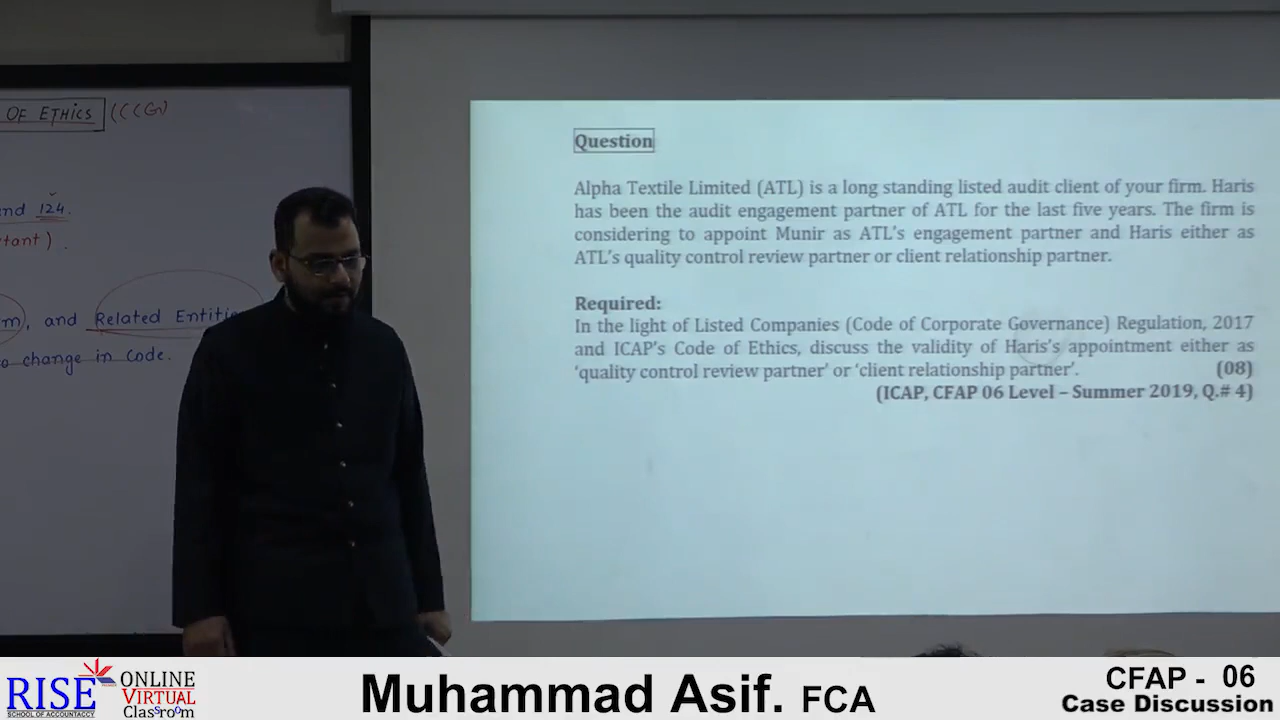 OF ETHICS (CCG)
and 124.
, and Related Entiti
change in Code.
Question
Alpha Textile Limited (ATL) is a long standing listed audit client of your firm. Haris
has been the audit engagement partner of ATL for the last five years. The firm is
considering to appoint Munir as ATL's engagement partner and Haris either as
ATL's quality control review partner or client relationship partner.
Required:
In the light of Listed Companies (Code of Corporate Governance) Regulation, 2017
and ICAP's Code of Ethics, discuss the validity of Haris's appointment either as
'quality control review partner' or 'client relationship partner'. (08)
(ICAP, CFAP 06 Level – Summer 2019, Q.# 4)
RISE
SCHOOL OF ACCOUNTANCY
ONLINE
VIRTUAL
Classroom
Muhammad Asif. FCA
CFAP - 06
Case Discussion